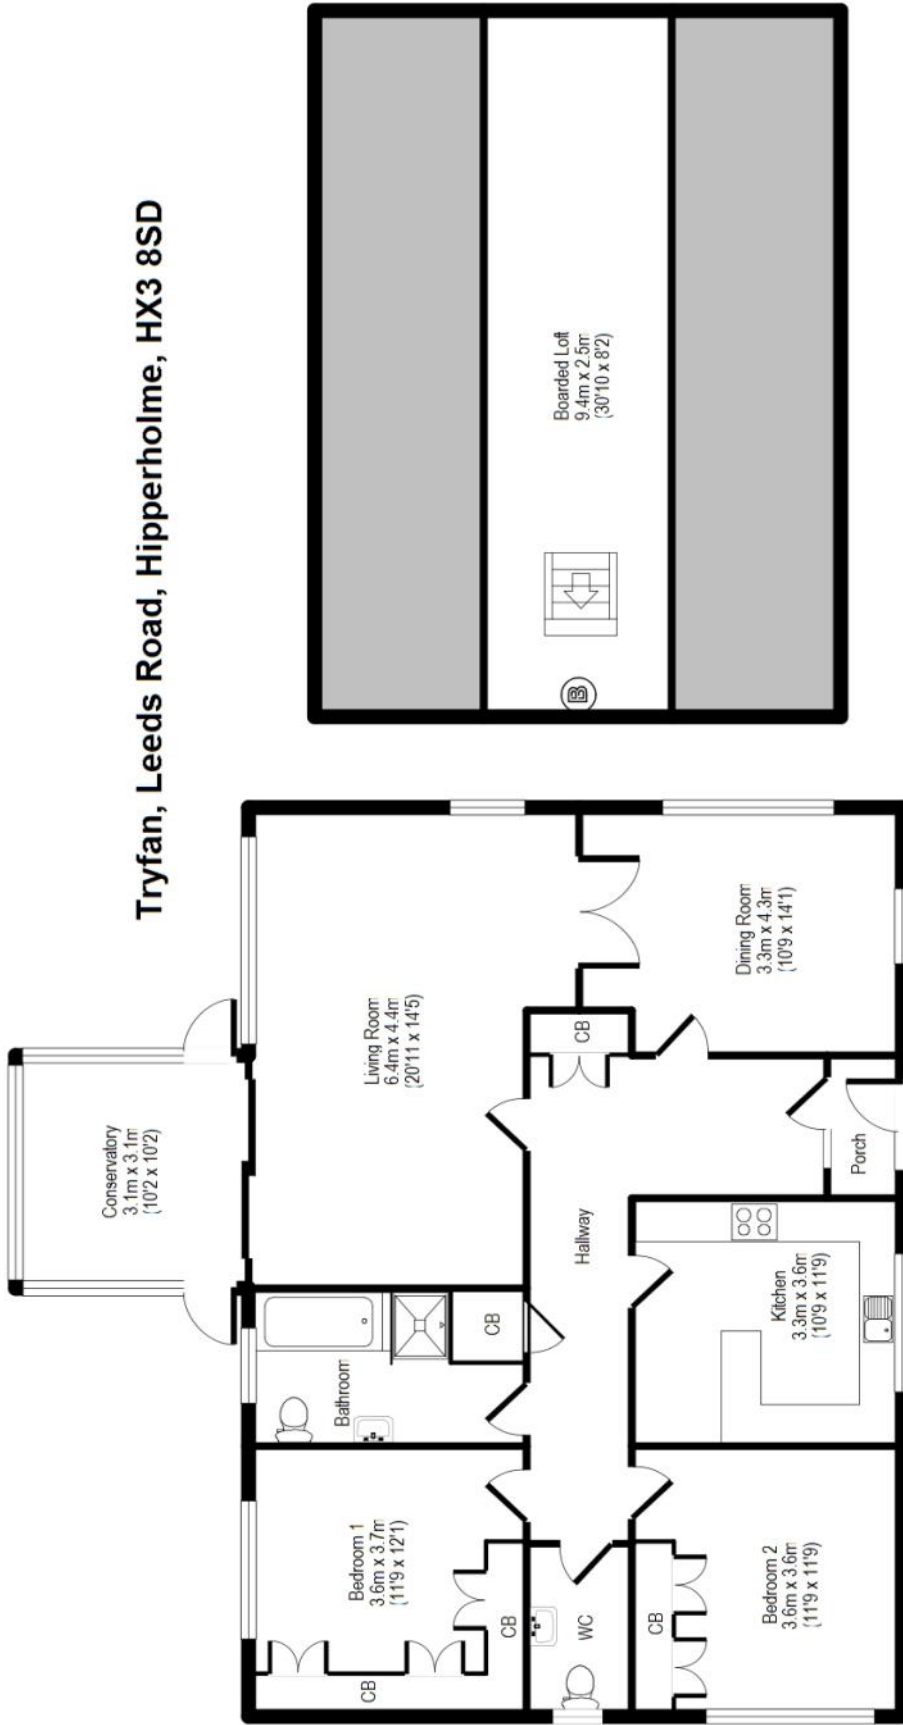 Tryfan, Leeds Road, Hipperholme, HX3 8SD
Conservatory
3.1m x 3.1m
(10'2 x 10'2)
Bedroom 1
3.6m x 3.7m
(11'9 x 12'1)
CB
CB
Bathroom
CB
Living Room
6.4m x 4.4m
(20'11 x 14'5)
WC
Hallway
CB
CB
Bedroom 2
3.6m x 3.6m
(11'9 x 11'9)
Kitchen
3.3m x 3.6m
(10'9 x 11'9)
Porch
Dining Room
3.3m x 4.3m
(10'9 x 14'1)
B
Boarded Loft
9.4m x 2.5m
(30'10 x 8'2)